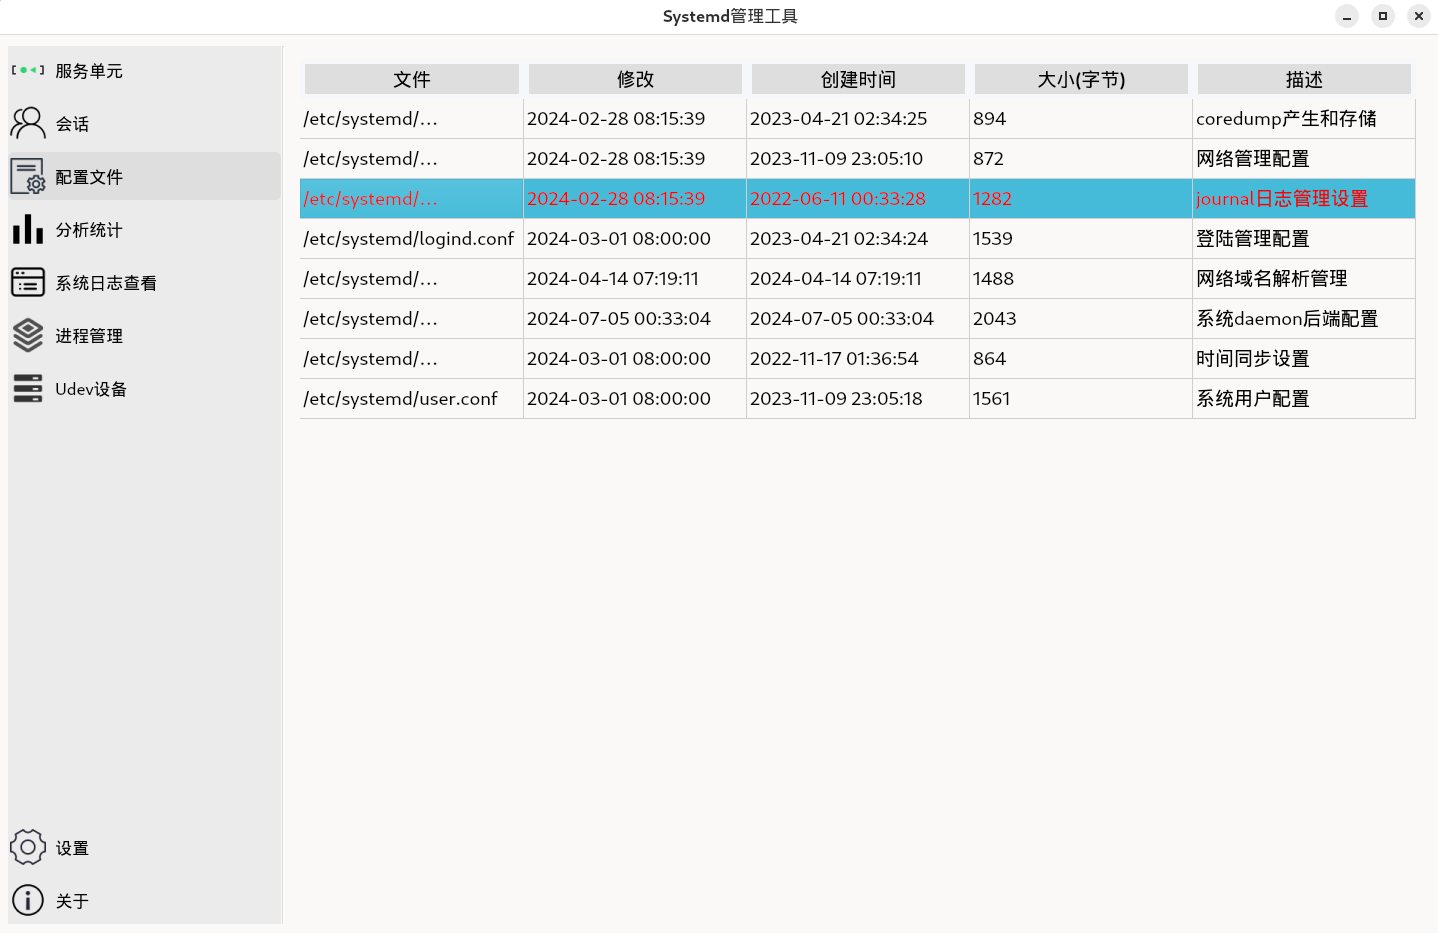 Systemd管理工具
服务单元
会话
配置文件
分析统计
系统日志查看
进程管理
Udev设备
设置
关于
文件 修改 创建时间 大小(字节) 描述
/etc/systemd/... 2024-02-28 08:15:39 2023-04-21 02:34:25 894 coredump产生和存储
/etc/systemd/... 2024-02-28 08:15:39 2023-11-09 23:05:10 872 网络管理配置
/etc/systemd/... 2024-02-28 08:15:39 2022-06-11 00:33:28 1282 journal日志管理设置
/etc/systemd/logind.conf 2024-03-01 08:00:00 2023-04-21 02:34:24 1539 登陆管理配置
/etc/systemd/... 2024-04-14 07:19:11 2024-04-14 07:19:11 1488 网络域名解析管理
/etc/systemd/... 2024-07-05 00:33:04 2024-07-05 00:33:04 2043 系统daemon后端配置
/etc/systemd/... 2024-03-01 08:00:00 2022-11-17 01:36:54 864 时间同步设置
/etc/systemd/user.conf 2024-03-01 08:00:00 2023-11-09 23:05:18 1561 系统用户配置